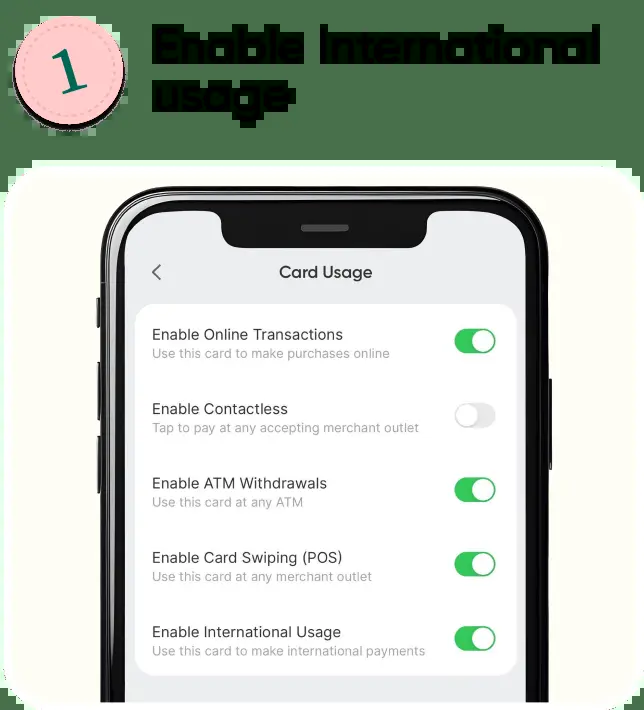 1
Enable International
usage
Card Usage
Enable Online Transactions
Use this card to make purchases online
Enable Contactless
Tap to pay at any accepting merchant outlet
Enable ATM Withdrawals
Use this card at any ATM
Enable Card Swiping (POS)
Use this card at any merchant outlet
Enable International Usage
Use this card to make international payments